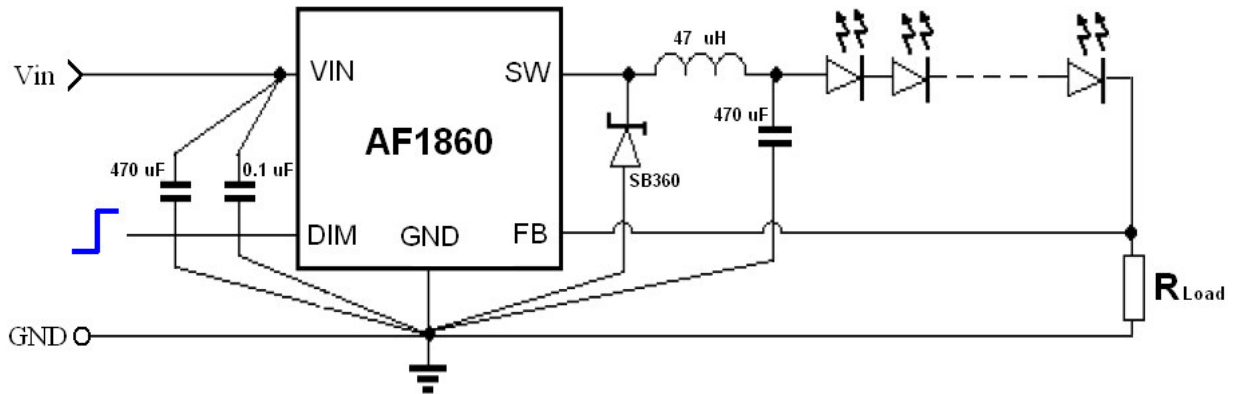 47 uH
Vin
VIN
SW
470 uF
AF1860
470 uF
0.1 uF
SB360
DIM
GND
FB
RLoad
GND